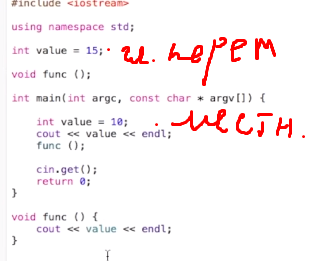 #include <iostream>
using namespace std;
int value = 15; г. перем
void func ();
int main(int argc, const char * argv[]) {
int value = 10; местн.
cout << value << endl;
func ();
cin.get();
return 0;
}
void func () {
cout << value << endl;
}